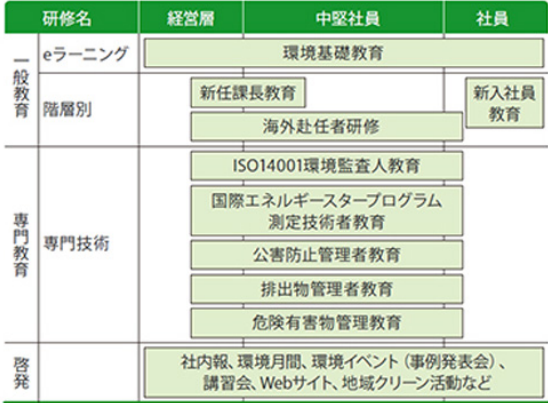 研修名 経営層 中堅社員 社員
一般教育
eラーニング
環境基礎教育
階層別
新任課長教育
新入社員
教育
海外赴任者研修
専門教育
専門技術
ISO14001環境監査人教育
国際エネルギースタープログラム
測定技術者教育
公害防止管理者教育
排出物管理者教育
危険有害物管理教育
啓発
社内報、環境月間、環境イベント（事例発表会）、
講習会、Webサイト、地域クリーン活動など